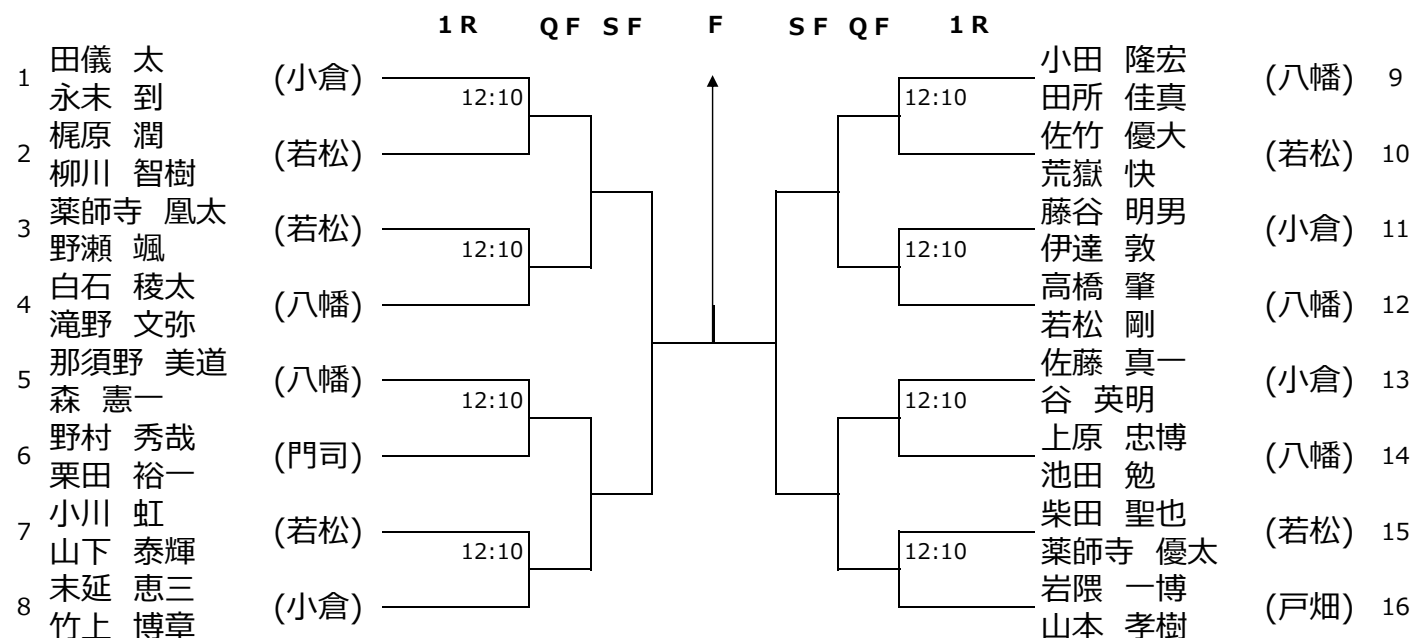 1R QF SF F SF QF 1R
1 田儀 太 (小倉)
永末 到
12:10
2 梶原 潤 (若松)
柳川 智樹
3 薬師寺 凰太 (若松)
野瀬 颯
12:10
4 白石 稜太 (八幡)
滝野 文弥
5 那須野 美道 (八幡)
森 憲一
12:10
6 野村 秀哉 (門司)
栗田 裕一
7 小川 虹 (若松)
山下 泰輝
12:10
8 末延 恵三 (小倉)
竹上 博章
小田 隆宏 (八幡) 9
田所 佳真
12:10
佐竹 優大 (若松) 10
荒嶽 快
藤谷 明男 (小倉) 11
伊達 敦
12:10
高橋 肇 (八幡) 12
若松 剛
佐藤 真一 (小倉) 13
谷 英明
12:10
上原 忠博 (八幡) 14
池田 勉
柴田 聖也 (若松) 15
薬師寺 優太
12:10
岩隈 一博 (戸畑) 16
山本 孝樹